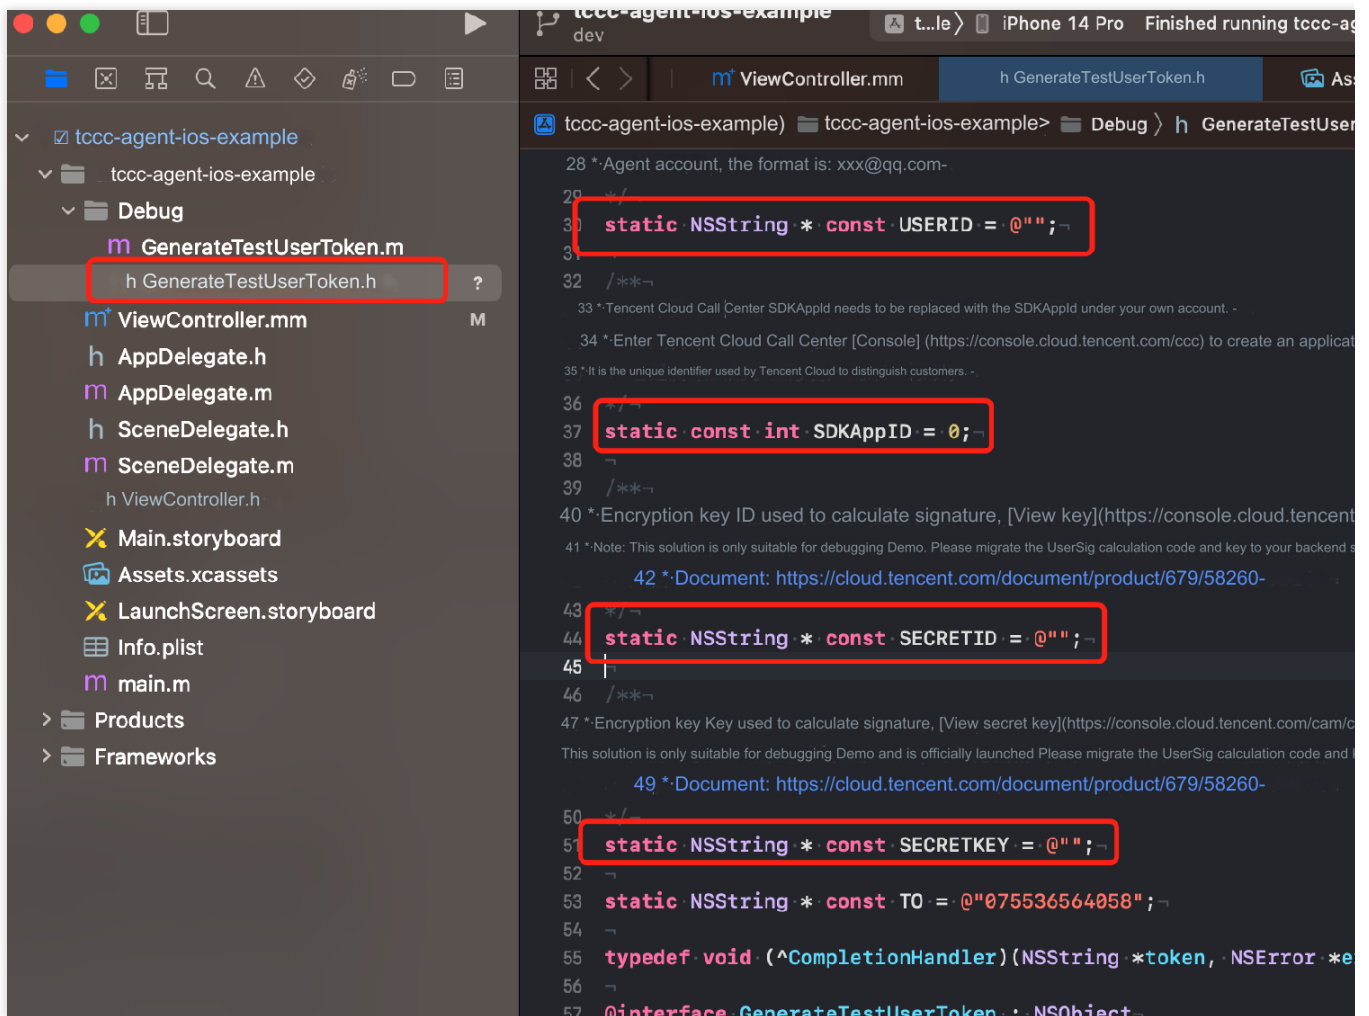 tccc-agent-ios-example
dev
t...le
iPhone 14 Pro
Finished running tccc-ag
ViewController.mm
h GenerateTestUserToken.h
Ass
tccc-agent-ios-example)
tccc-agent-ios-example>
Debug
h GenerateTestUser
tccc-agent-ios-example
tccc-agent-ios-example
Debug
m GenerateTestUserToken.m
h GenerateTestUserToken.h ?
m+ ViewController.mm M
h AppDelegate.h
m AppDelegate.m
h SceneDelegate.h
m SceneDelegate.m
h ViewController.h
Main.storyboard
Assets.xcassets
LaunchScreen.storyboard
Info.plist
m main.m
Products
Frameworks
28 *·Agent account, the format is: xxx@qq.com-
29 */¬
30 static·NSString·*·const·USERID·=·@"";¬
31
32 /**¬
33 *·Tencent Cloud Call Center SDKAppId needs to be replaced with the SDKAppId under your own account. -
34 *·Enter Tencent Cloud Call Center [Console] (https://console.cloud.tencent.com/ccc) to create an applicat
35 *·It is the unique identifier used by Tencent Cloud to distinguish customers. -
36 */¬
37 static·const·int·SDKAppID·=·0;¬
38 ¬
39 /**¬
40 *·Encryption key ID used to calculate signature, [View key](https://console.cloud.tencent
41 *·Note: This solution is only suitable for debugging Demo. Please migrate the UserSig calculation code and key to your backend s
42 *·Document: https://cloud.tencent.com/document/product/679/58260-
43 */¬
44 static·NSString·*·const·SECRETID·=·@"";¬
45 ¬
46 /**¬
47 *·Encryption key Key used to calculate signature, [View secret key](https://console.cloud.tencent.com/cam/c
This solution is only suitable for debugging Demo and is officially launched Please migrate the UserSig calculation code and
49 *·Document: https://cloud.tencent.com/document/product/679/58260-
50 */¬
51 static·NSString·*·const·SECRETKEY·=·@"";¬
52 ¬
53 static·NSString·*·const·TO·=·@"075536564058";¬
54 ¬
55 typedef·void·(^CompletionHandler)(NSString·*token,·NSError·*e
56 ¬
57 @interface·GenerateTestUserToken·:·NSObject¬